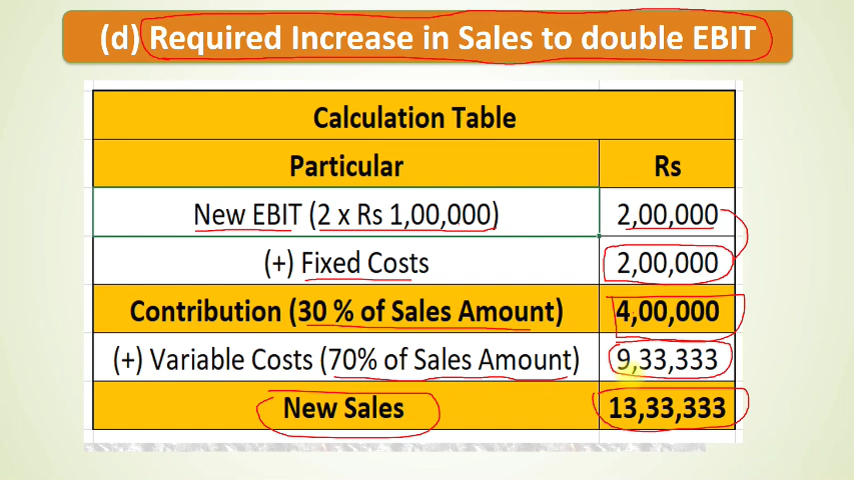 (d) Required Increase in Sales to double EBIT
Calculation Table
Particular Rs
New EBIT (2 x Rs 1,00,000) 2,00,000
(+) Fixed Costs 2,00,000
Contribution (30 % of Sales Amount) 4,00,000
(+) Variable Costs (70% of Sales Amount) 9,33,333
New Sales 13,33,333